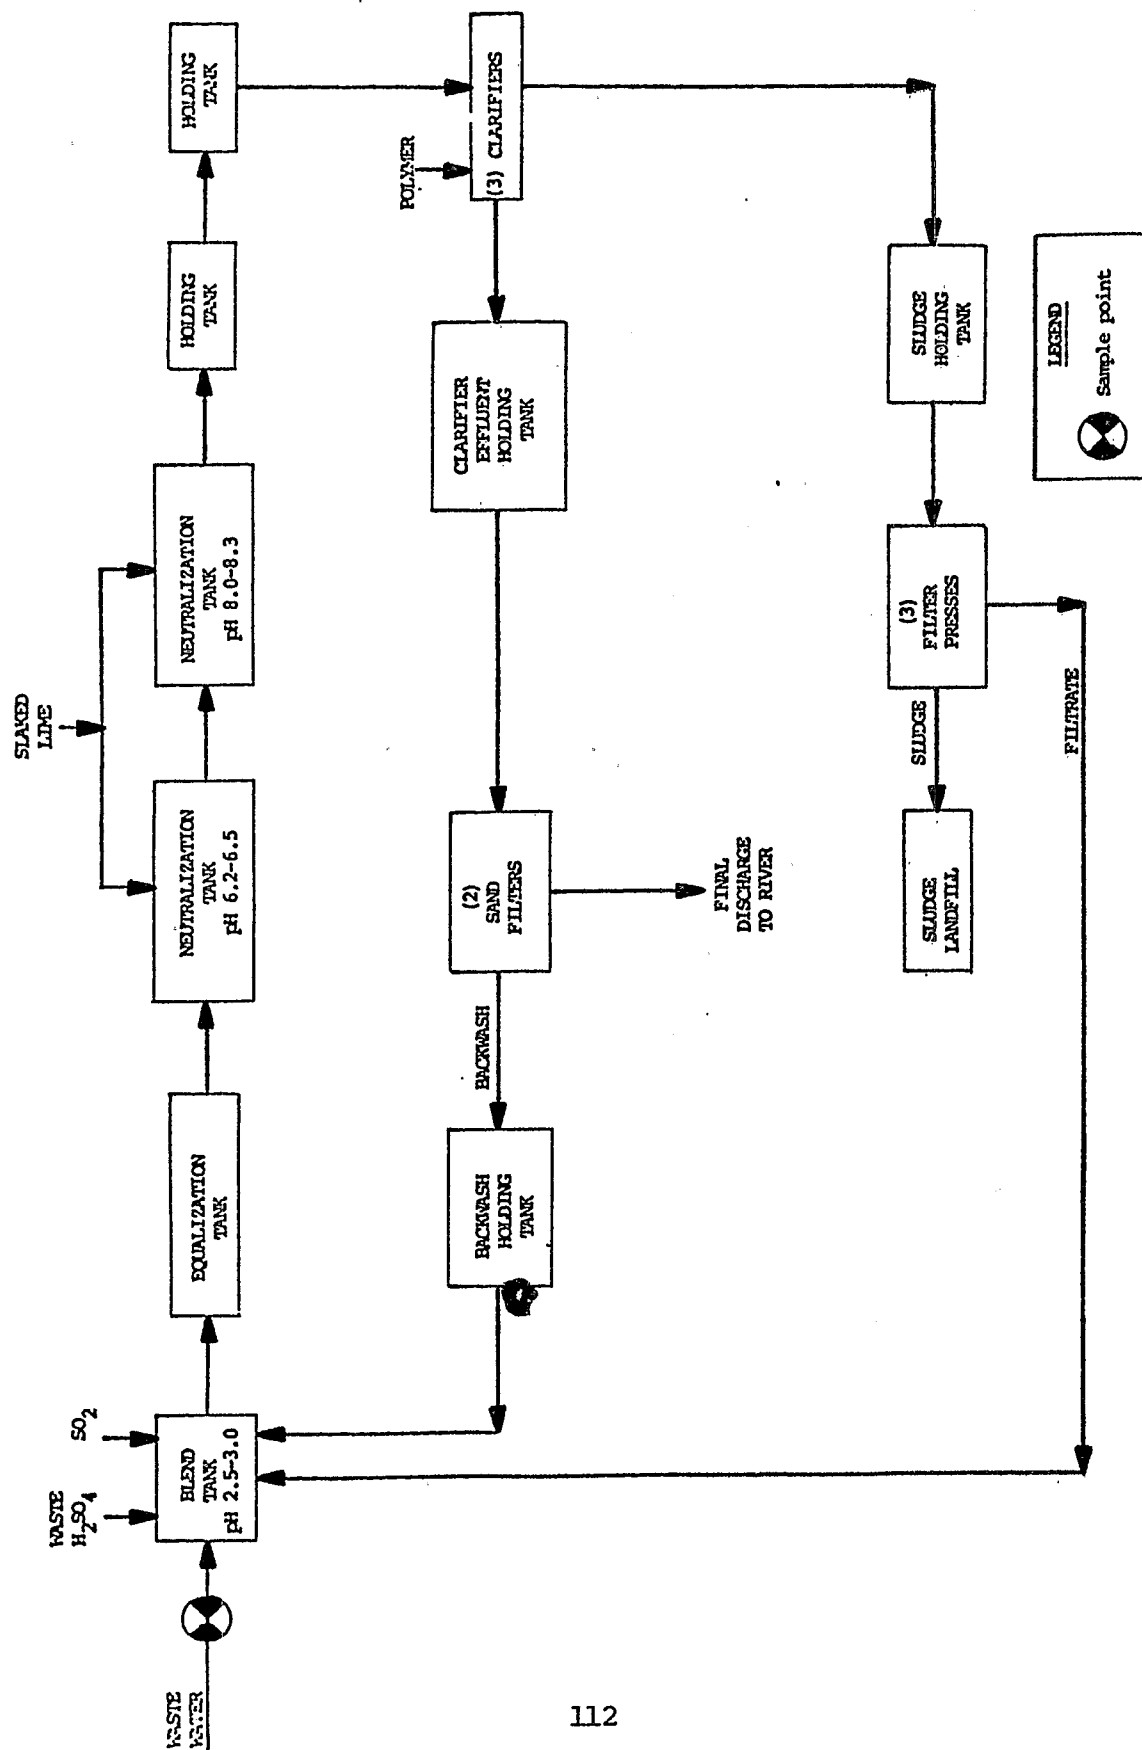 WASTE
WATER
WASTE
H2SO4
SO2
BLEND
TANK
pH 2.5-3.0
EQUALIZATION
TANK
NEUTRALIZATION
TANK
pH 6.2-6.5
SLAKED
LIME
NEUTRALIZATION
TANK
pH 8.0-8.3
HOLDING
TANK
HOLDING
TANK
POLYMER
(3) CLARIFIERS
CLARIFIER
EFFLUENT
HOLDING
TANK
(2)
SAND
FILTERS
FINAL
DISCHARGE
TO RIVER
BACKWASH
BACKWASH
HOLDING
TANK
SLUDGE
HOLDING
TANK
(3)
FILTER
PRESSES
SLUDGE
SLUDGE
LANDFILL
FILTRATE
LEGEND
Sample point
112